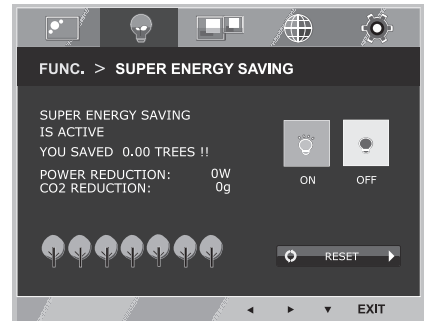 FUNC. > SUPER ENERGY SAVING
SUPER ENERGY SAVING
IS ACTIVE
YOU SAVED 0.00 TREES !!
POWER REDUCTION: 0W
CO2 REDUCTION: 0g
ON OFF
RESET
EXIT